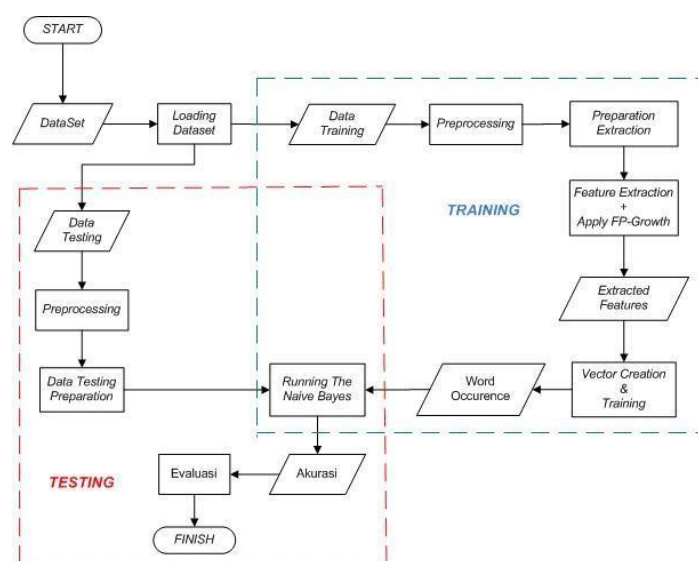 START
DataSet
Loading
Dataset
Data
Training
Preprocessing
Preparation
Extraction
Feature Extraction
+
Apply FP-Growth
TRAINING
Extracted
Features
Vector Creation
&
Training
Word
Occurence
Data
Testing
Preprocessing
Data Testing
Preparation
Running The
Naive Bayes
Akurasi
Evaluasi
TESTING
FINISH